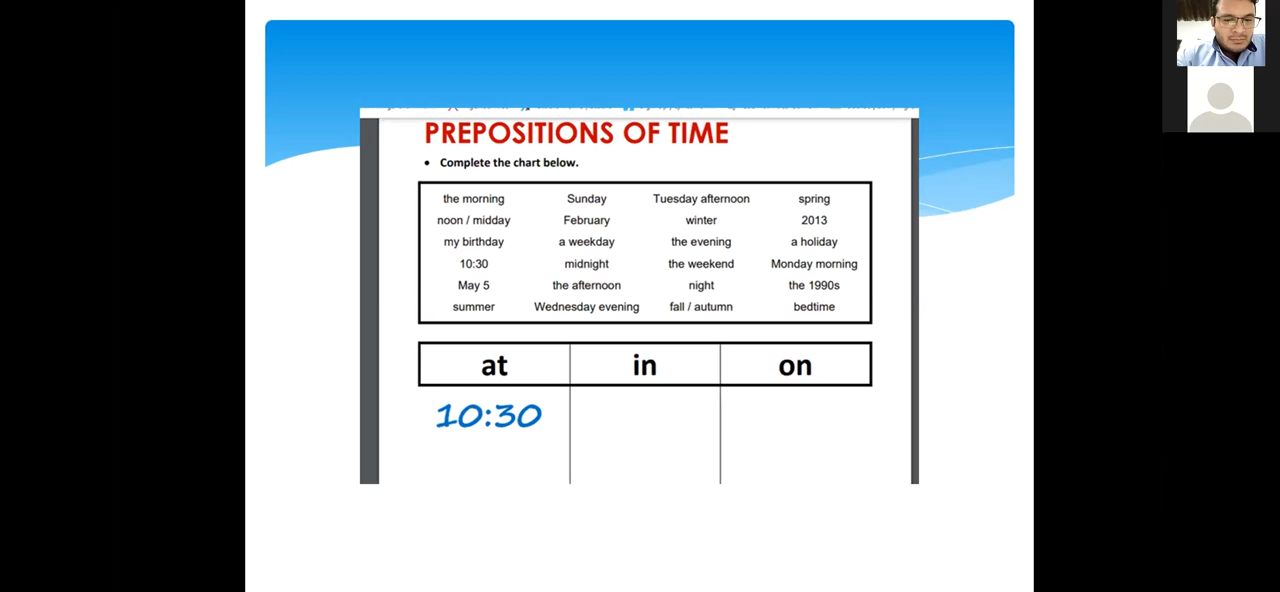 PREPOSITIONS OF TIME
• Complete the chart below.
the morning Sunday Tuesday afternoon spring
noon / midday February winter 2013
my birthday a weekday the evening a holiday
10:30 midnight the weekend Monday morning
May 5 the afternoon night the 1990s
summer Wednesday evening fall / autumn bedtime
at in on
10:30